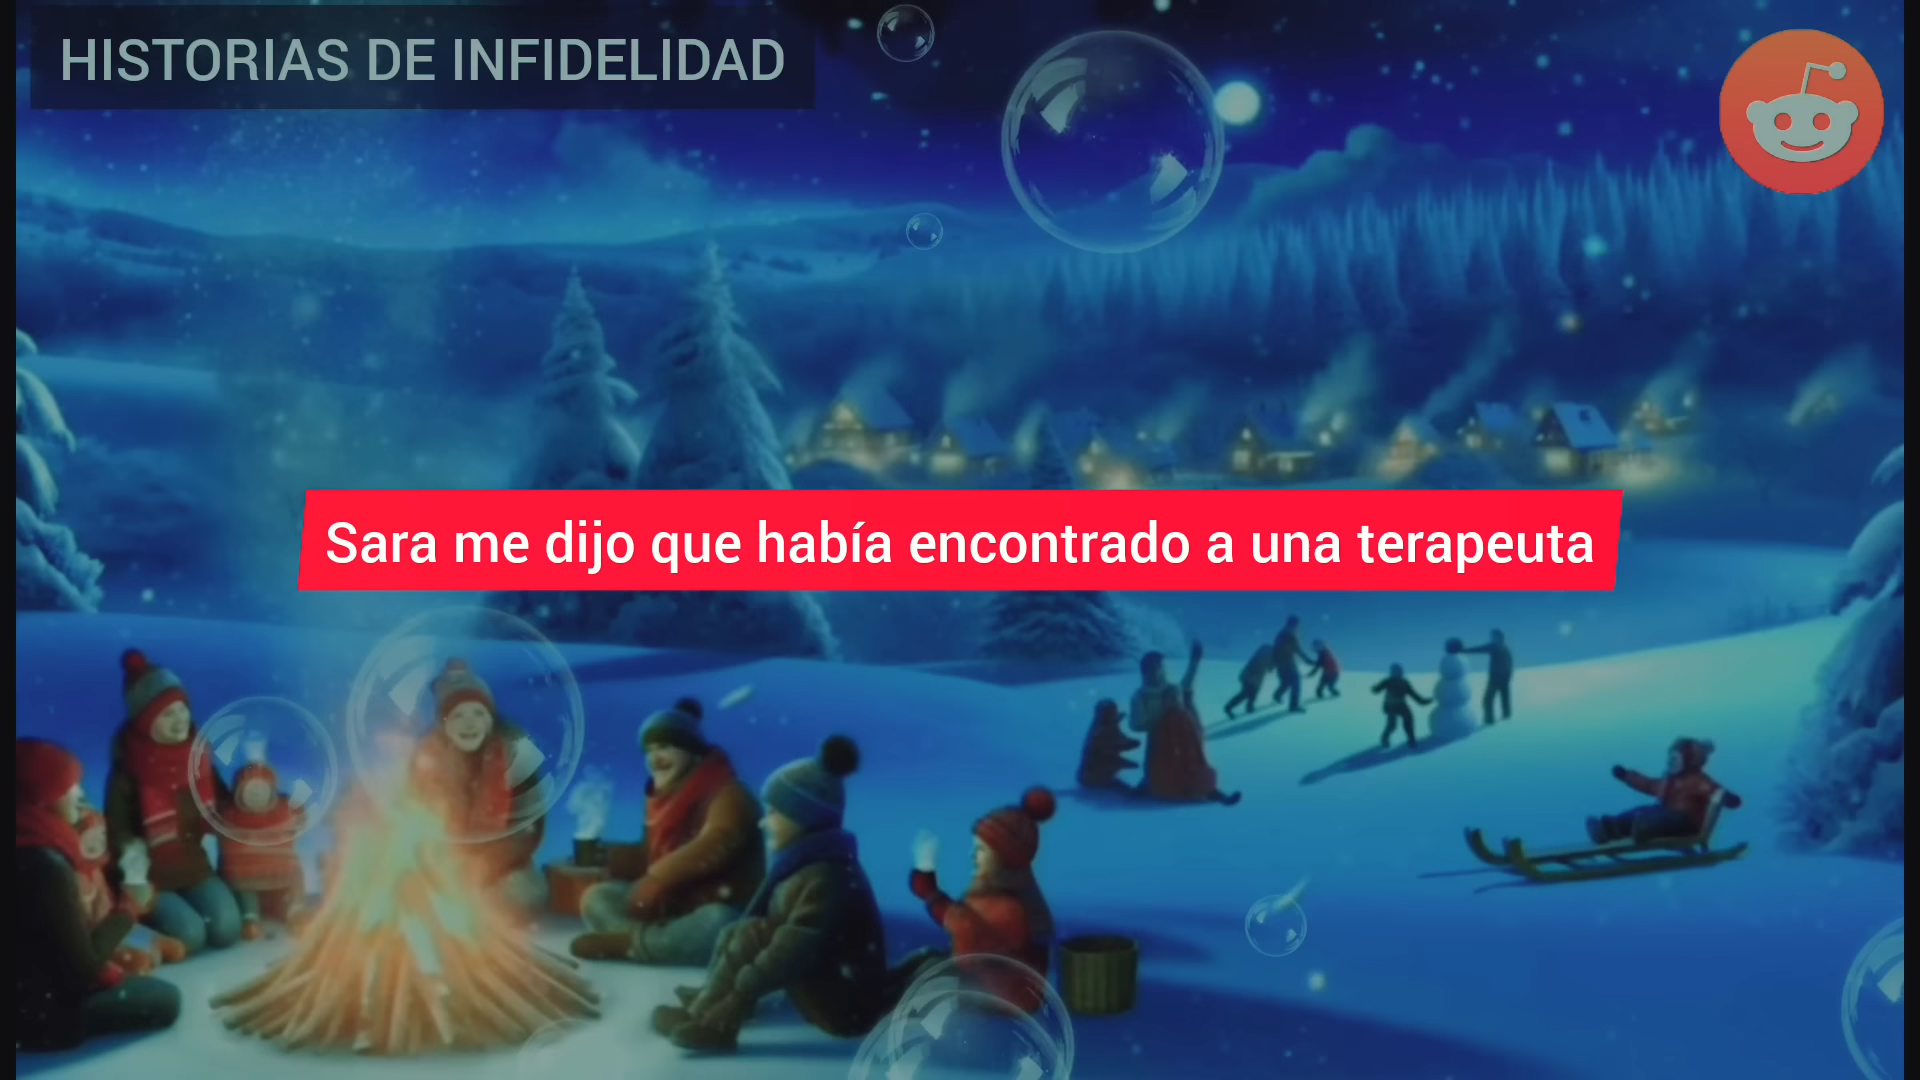 HISTORIAS DE INFIDELIDAD
Sara me dijo que había encontrado a una terapeuta